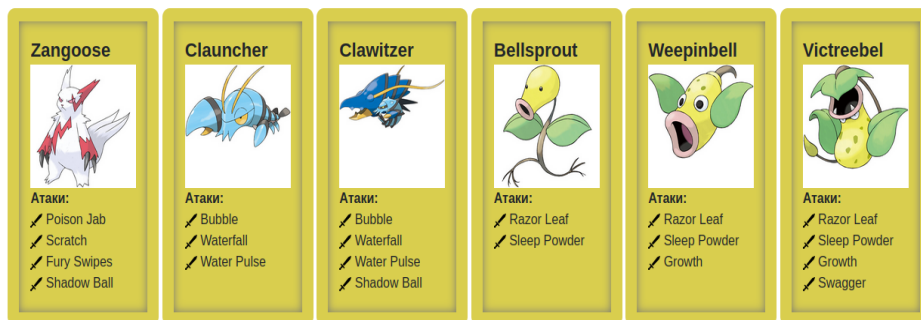 Zangoose
Атаки:
Poison Jab
Scratch
Fury Swipes
Shadow Ball
Clauncher
Атаки:
Bubble
Waterfall
Water Pulse
Clawitzer
Атаки:
Bubble
Waterfall
Water Pulse
Shadow Ball
Bellsprout
Атаки:
Razor Leaf
Sleep Powder
Weepinbell
Атаки:
Razor Leaf
Sleep Powder
Growth
Victreebel
Атаки:
Razor Leaf
Sleep Powder
Growth
Swagger